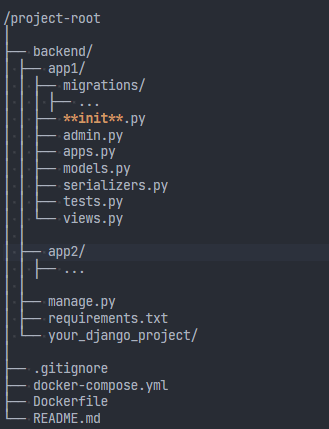 /project-root
│
├── backend/
│ ├── app1/
│ │ ├── migrations/
│ │ │ ├── ...
│ │ ├── **init**.py
│ │ ├── admin.py
│ │ ├── apps.py
│ │ ├── models.py
│ │ ├── serializers.py
│ │ ├── tests.py
│ │ └── views.py
│ │
│ ├── app2/
│ │ ├── ...
│ │
│ ├── manage.py
│ ├── requirements.txt
│ └── your_django_project/
│
├── .gitignore
├── docker-compose.yml
├── Dockerfile
└── README.md